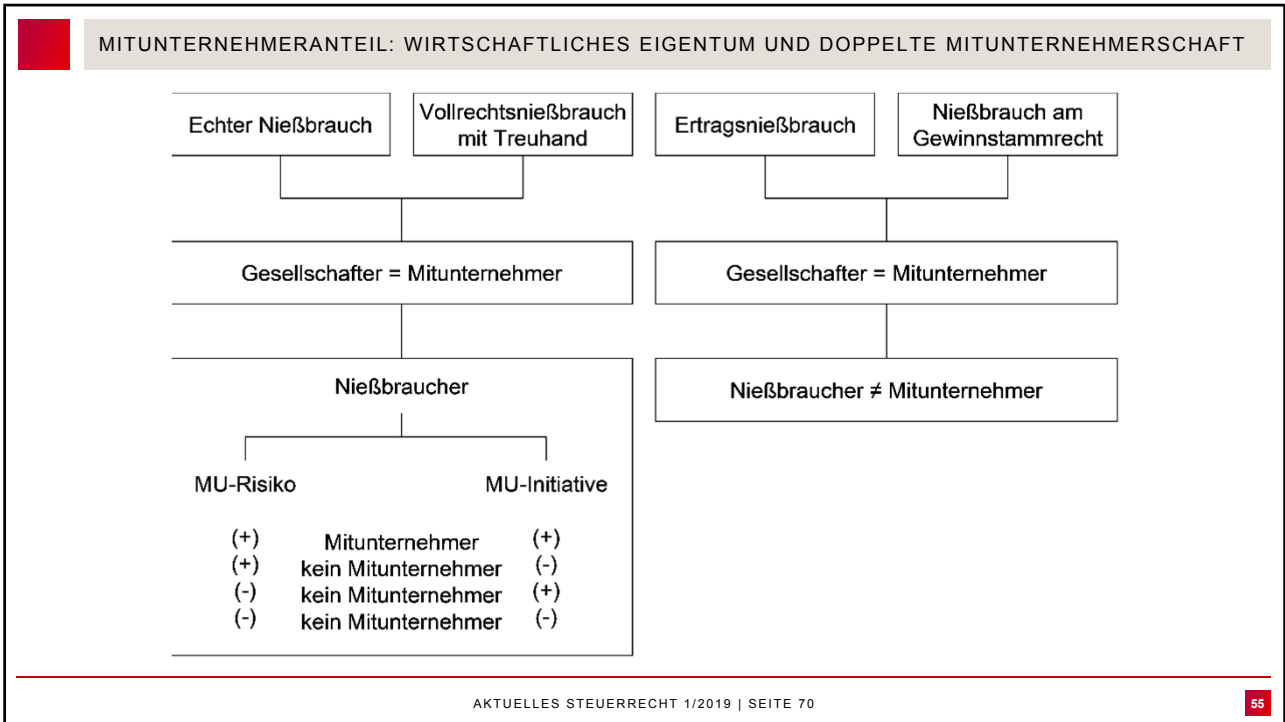 MITUNTERNEHMERANTEIL: WIRTSCHAFTLICHES EIGENTUM UND DOPPELTE MITUNTERNEHMERSCHAFT
Echter Nießbrauch
Vollrechtsnießbrauch
mit Treuhand
Ertragsnießbrauch
Nießbrauch am
Gewinnstammrecht
Gesellschafter = Mitunternehmer
Gesellschafter = Mitunternehmer
Nießbraucher
Nießbraucher ≠ Mitunternehmer
MU-Risiko MU-Initiative
(+) Mitunternehmer (+)
(+) kein Mitunternehmer (-)
(-) kein Mitunternehmer (+)
(-) kein Mitunternehmer (-)
AKTUELLES STEUERRECHT 1/2019 | SEITE 70
55